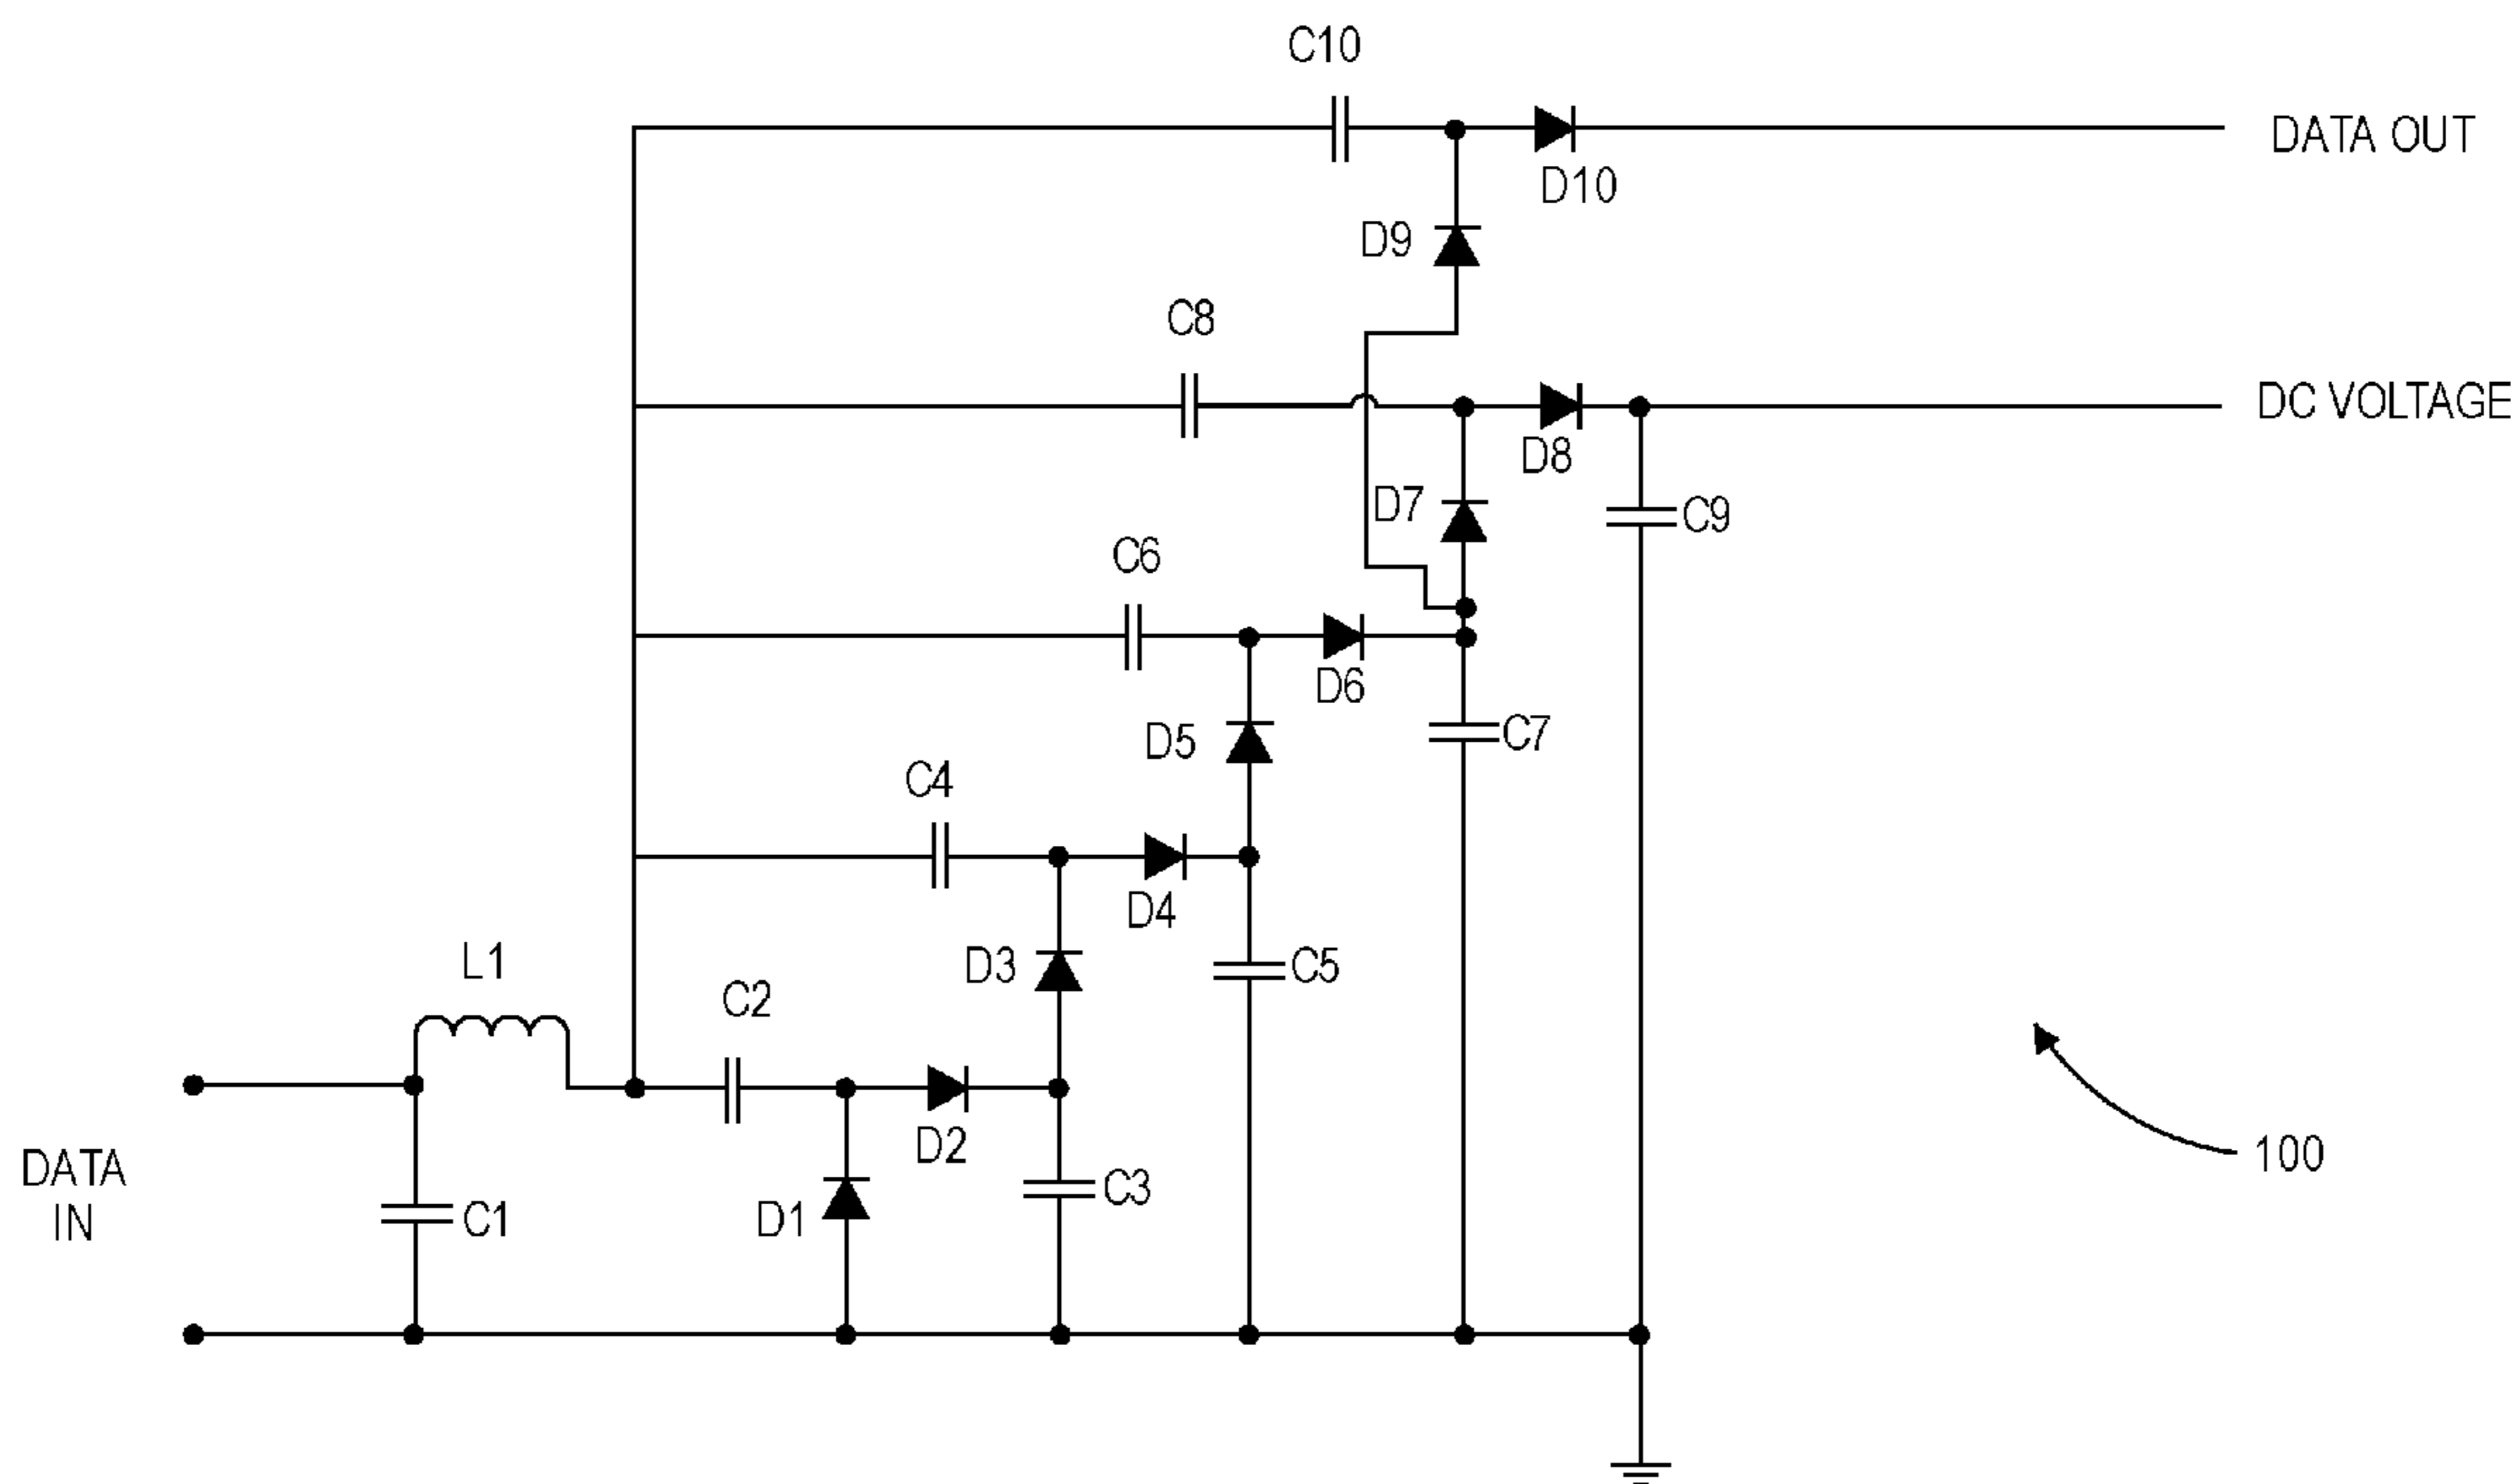 C10
DATA OUT
D10
D9
C8
DC VOLTAGE
D8
D7
C9
C6
D6
C7
D5
C4
D4
D3
C5
L1
C2
D2
100
DATA
IN
C3
D1
C1